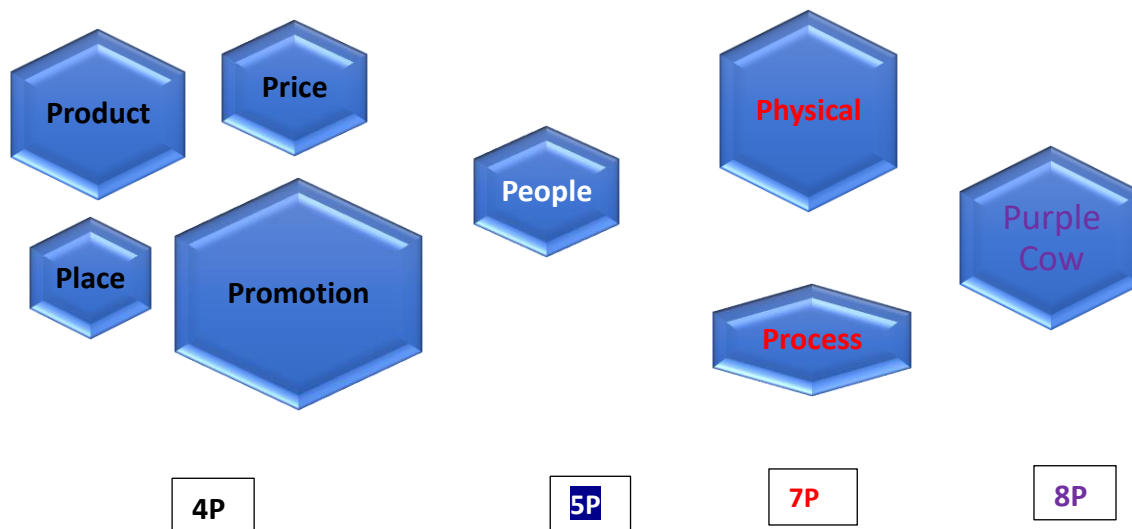 Product
Price
Place
Promotion
People
Physical
Process
Purple
Cow
4P
5P
7P
8P